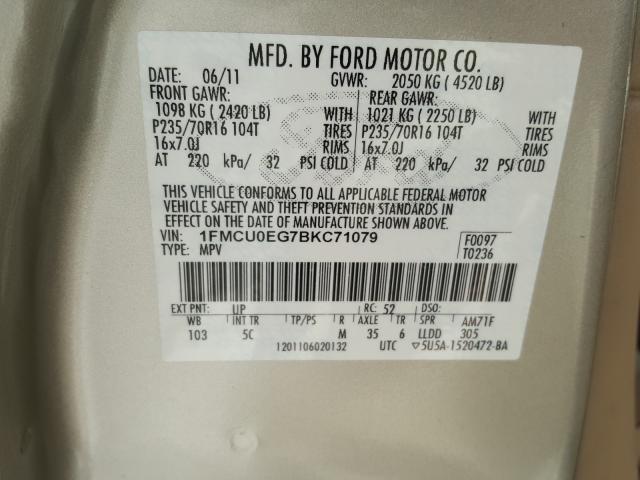 MFD. BY FORD MOTOR CO.
DATE: 06/11 GVWR: 2050 KG ( 4520 LB)
FRONT GAWR: REAR GAWR:
1098 KG ( 2420 LB) WITH 1021 KG ( 2250 LB) WITH
P235/70R16 104T TIRES P235/70R16 104T TIRES
16x7.0J RIMS 16x7.0J RIMS
AT 220 kPa/ 32 PSI COLD AT 220 kPa/ 32 PSI COLD
THIS VEHICLE CONFORMS TO ALL APPLICABLE FEDERAL MOTOR
VEHICLE SAFETY AND THEFT PREVENTION STANDARDS IN
EFFECT ON THE DATE OF MANUFACTURE SHOWN ABOVE.
VIN: 1FMCU0EG7BKC71079 F0097
TYPE: MPV T0236
EXT PNT: UP RC: 52 DSO:
WB INT TR TP/PS R AXLE TR SPR AM71F
103 5C M 35 6 LLDD 305
1201106020132 UTC ▽5U5A-1520472-BA